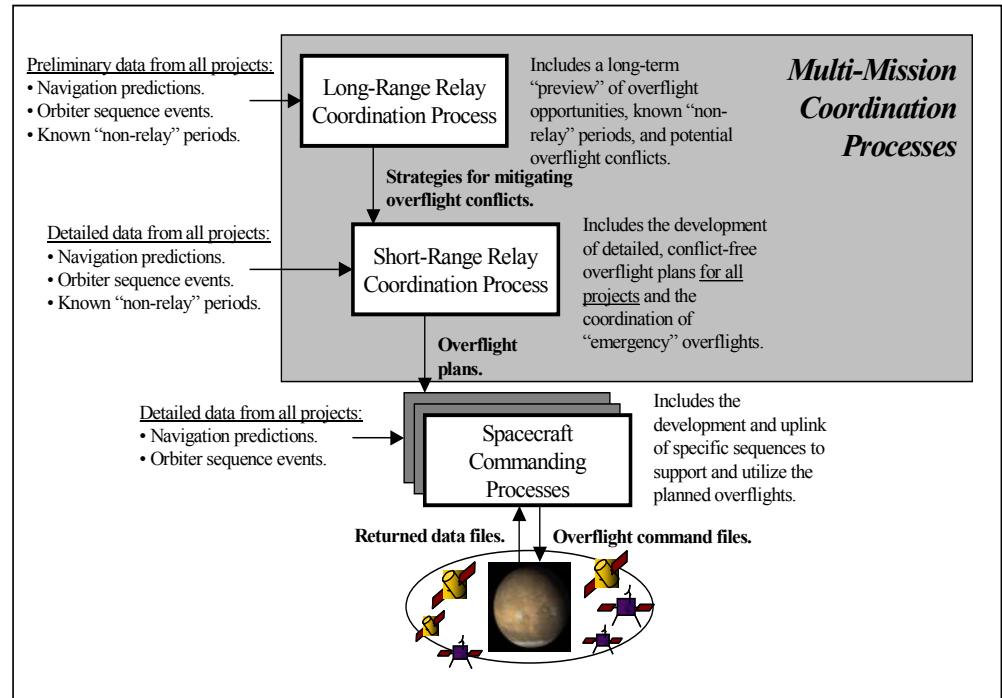 Preliminary data from all projects:
• Navigation predictions.
• Orbiter sequence events.
• Known “non-relay” periods.
Long-Range Relay
Coordination Process
Includes a long-term
“preview” of overflight
opportunities, known “non-
relay” periods, and potential
overflight conflicts.
Multi-Mission
Coordination
Processes
Strategies for mitigating
overflight conflicts.
Detailed data from all projects:
• Navigation predictions.
• Orbiter sequence events.
• Known “non-relay” periods.
Short-Range Relay
Coordination Process
Includes the development
of detailed, conflict-free
overflight plans for all
projects and the
coordination of
“emergency” overflights.
Overflight
plans.
Detailed data from all projects:
• Navigation predictions.
• Orbiter sequence events.
Spacecraft
Commanding
Processes
Includes the
development and uplink
of specific sequences to
support and utilize the
planned overflights.
Returned data files.
Overflight command files.